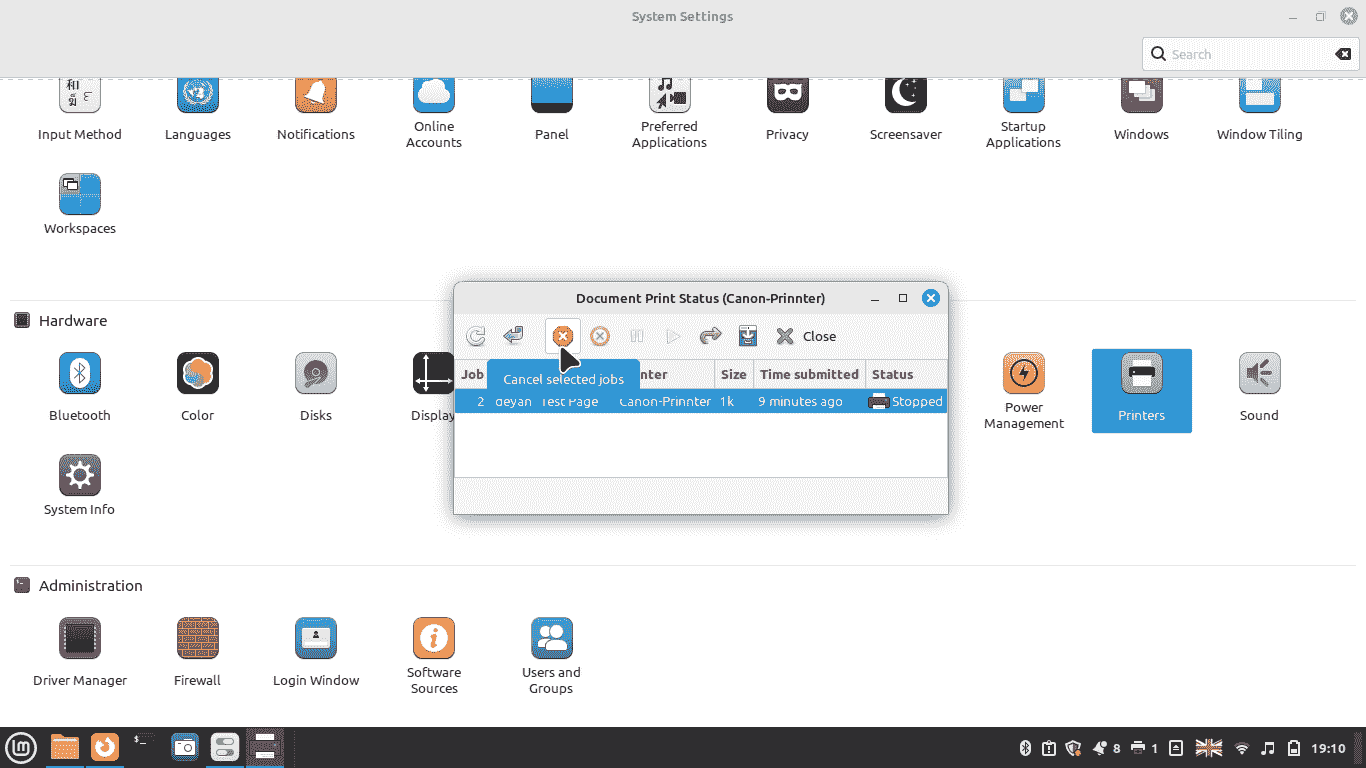 System Settings
Search
Input Method
Languages
Notifications
Online
Accounts
Panel
Preferred
Applications
Privacy
Screensaver
Startup
Applications
Windows
Window Tiling
Workspaces
Hardware
Bluetooth
Color
Disks
Display
Power
Management
Printers
Sound
System Info
Document Print Status (Canon-Prinnter)
Close
Job nter Size Time submitted Status
Cancel selected jobs
2 deyan Test Page Canon-Prinnter 1k 9 minutes ago Stopped
Administration
Driver Manager
Firewall
Login Window
Software
Sources
Users and
Groups
8 1 19:10